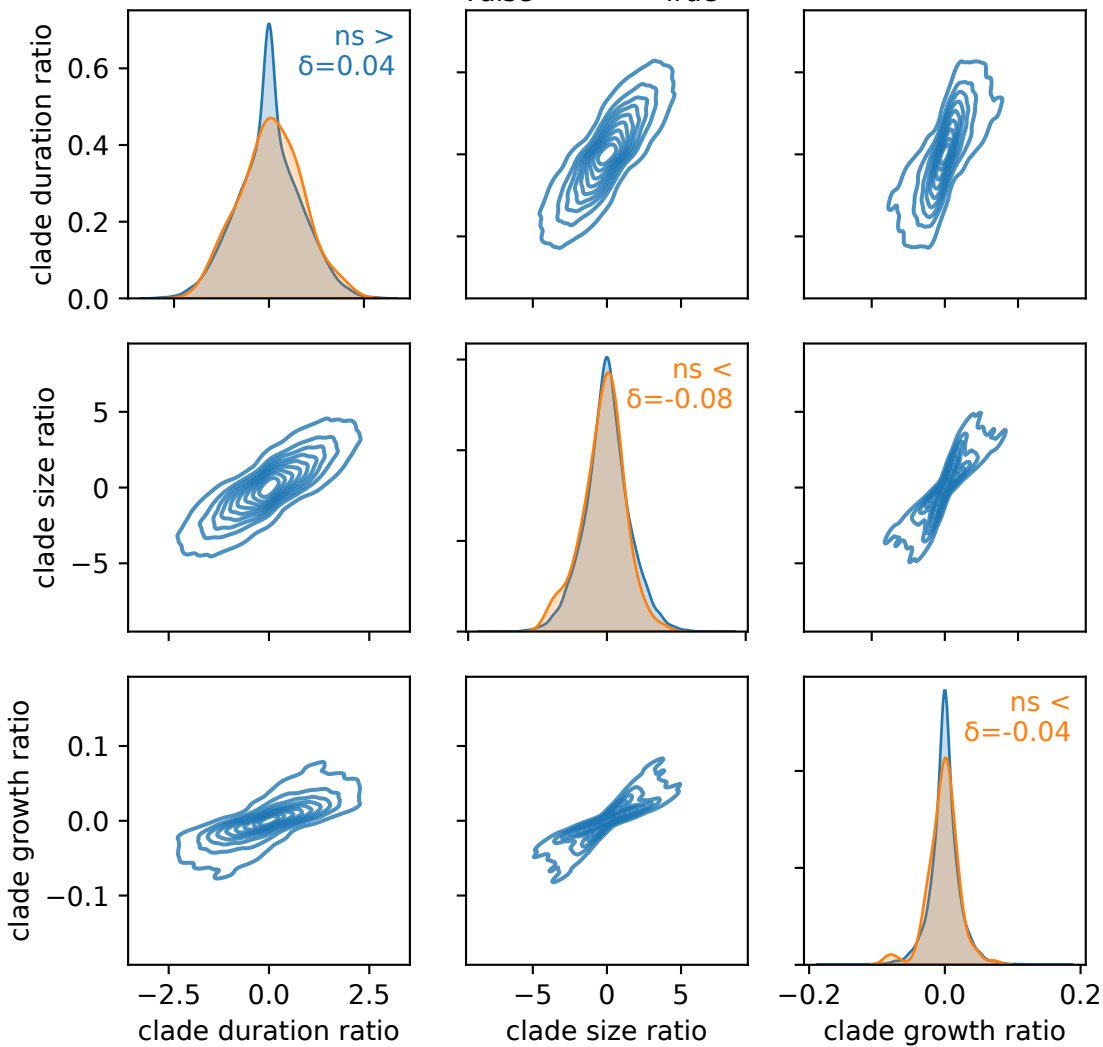 clade duration ratio
0.6
0.4
0.2
0.0
ns >
δ=0.04
clade size ratio
5
0
−5
ns <
δ=-0.08
clade growth ratio
0.1
0.0
−0.1
ns <
δ=-0.04
−2.5 0.0 2.5
−5 0 5
−0.2 0.0 0.2
clade duration ratio
clade size ratio
clade growth ratio